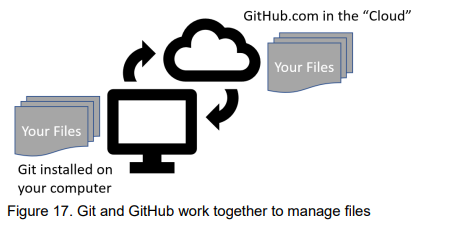 GitHub.com in the “Cloud”
Your Files
Your Files
Git installed on
your computer
Figure 17. Git and GitHub work together to manage files